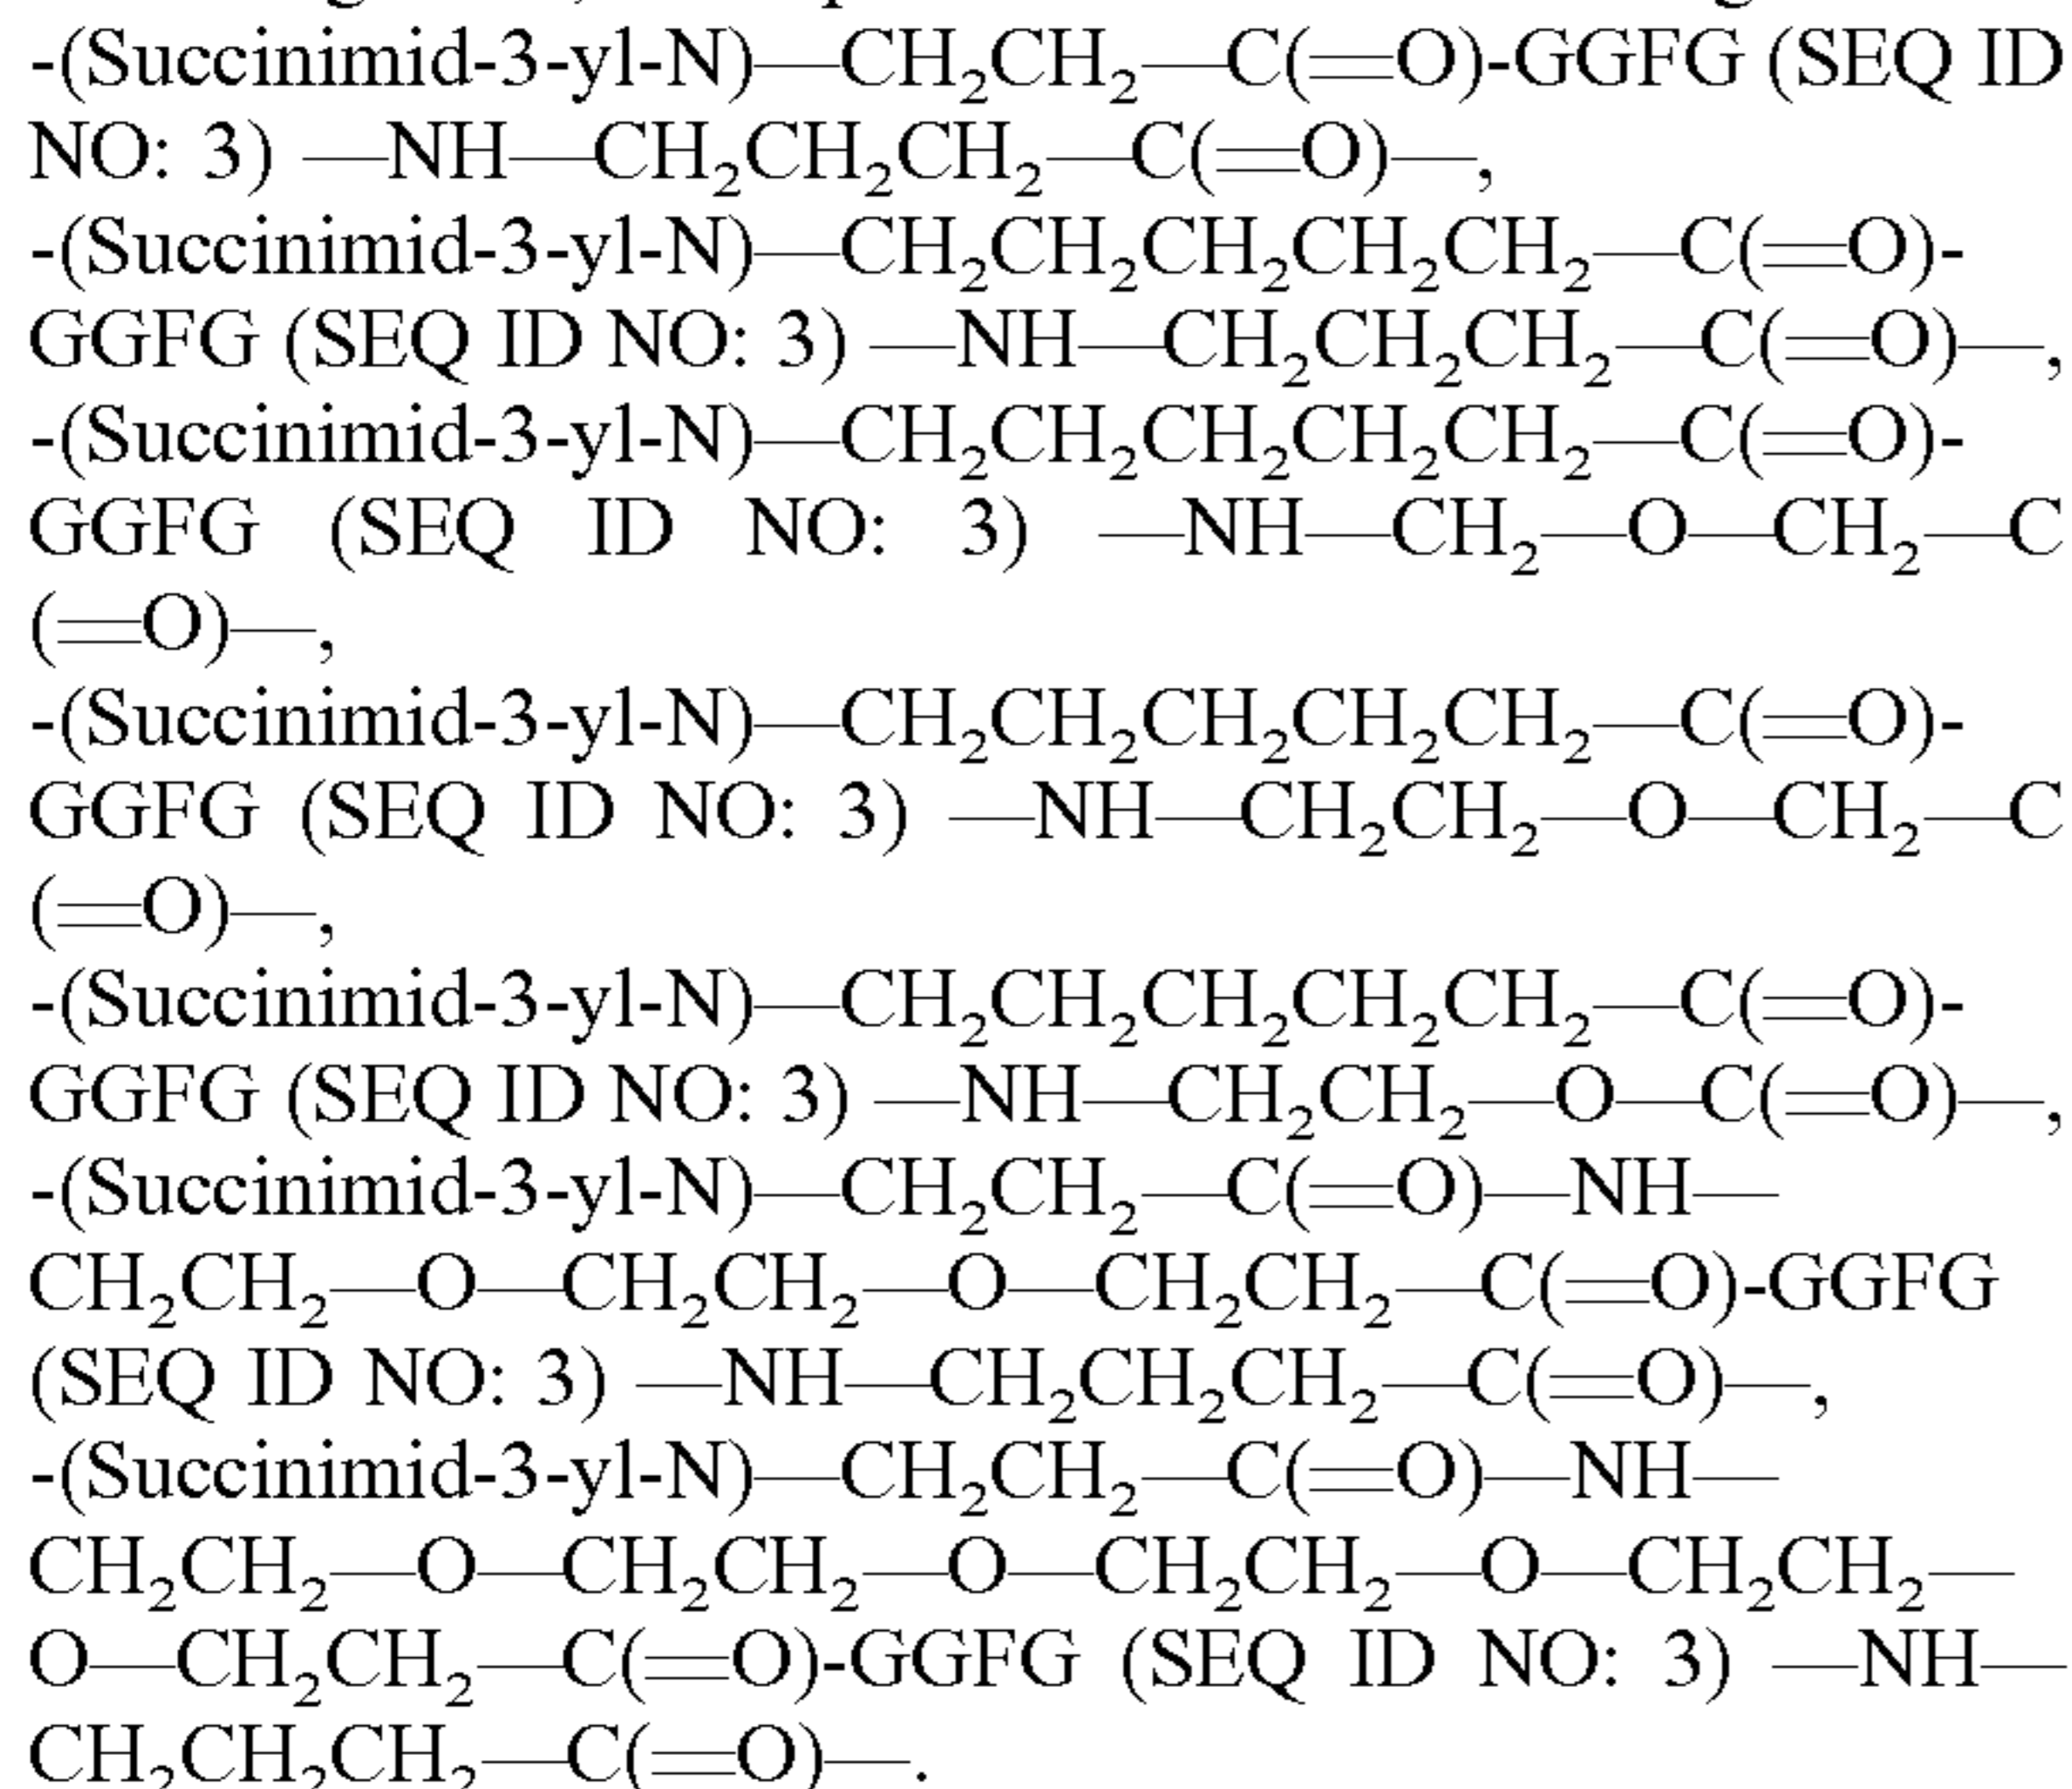 -(Succinimid-3-yl-N)—CH₂CH₂—C(═O)-GGFG (SEQ ID
NO: 3) —NH—CH₂CH₂CH₂—C(═O)—,
-(Succinimid-3-yl-N)—CH₂CH₂CH₂CH₂CH₂—C(═O)-
GGFG (SEQ ID NO: 3) —NH—CH₂CH₂CH₂—C(═O)—,
-(Succinimid-3-yl-N)—CH₂CH₂CH₂CH₂CH₂—C(═O)-
GGFG (SEQ ID NO: 3) —NH—CH₂—O—CH₂—C
(═O)—,
-(Succinimid-3-yl-N)—CH₂CH₂CH₂CH₂CH₂—C(═O)-
GGFG (SEQ ID NO: 3) —NH—CH₂CH₂—O—CH₂—C
(═O)—,
-(Succinimid-3-yl-N)—CH₂CH₂CH₂CH₂CH₂—C(═O)-
GGFG (SEQ ID NO: 3) —NH—CH₂CH₂—O—C(═O)—,
-(Succinimid-3-yl-N)—CH₂CH₂—C(═O)—NH—
CH₂CH₂—O—CH₂CH₂—O—CH₂CH₂—C(═O)-GGFG
(SEQ ID NO: 3) —NH—CH₂CH₂CH₂—C(═O)—,
-(Succinimid-3-yl-N)—CH₂CH₂—C(═O)—NH—
CH₂CH₂—O—CH₂CH₂—O—CH₂CH₂—O—CH₂CH₂—
O—CH₂CH₂—C(═O)-GGFG (SEQ ID NO: 3) —NH—
CH₂CH₂CH₂—C(═O)—.